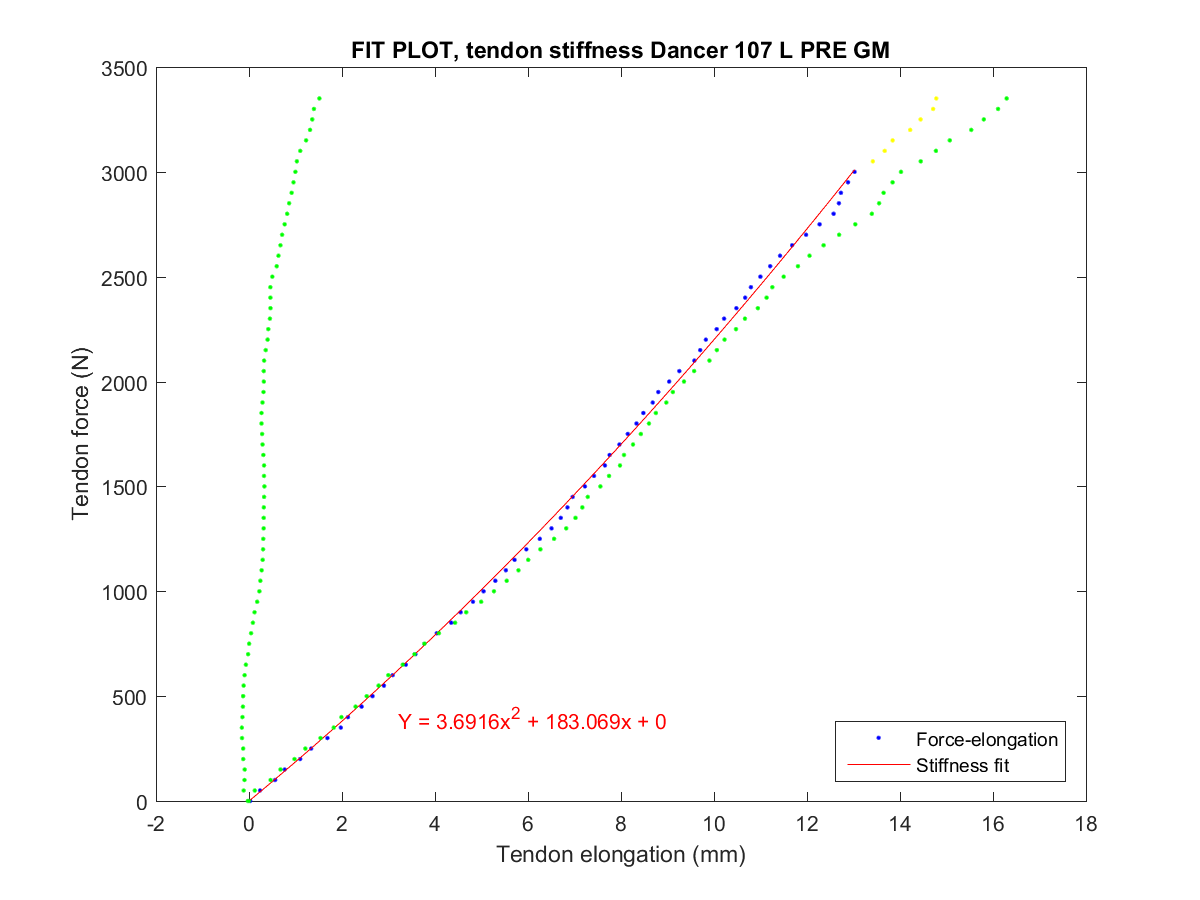 FIT PLOT, tendon stiffness Dancer 107 L PRE GM
3500
3000
2500
2000
1500
1000
500
0
Tendon force (N)
Y = 3.6916x² + 183.069x + 0
Force-elongation
Stiffness fit
-2 0 2 4 6 8 10 12 14 16 18
Tendon elongation (mm)